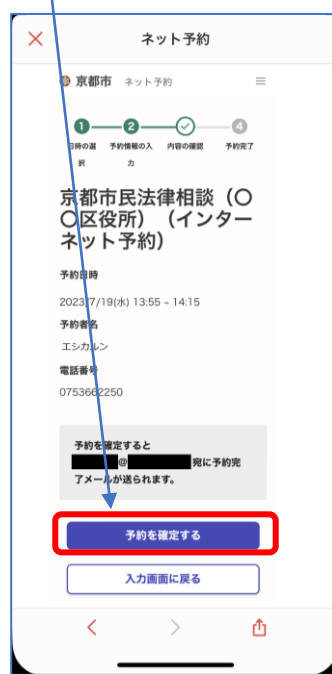 ネット予約
京都市 ネット予約
1 2 4
日時の選択 予約情報の入力 内容の確認 予約完了
京都市民法律相談（〇
〇区役所）（インター
ネット予約）
予約日時
2023/7/19(水) 13:55 ~ 14:15
予約者名
エシカルン
電話番号
0753662250
予約を確定すると
@ 宛に予約完
了メールが送られます。
予約を確定する
入力画面に戻る